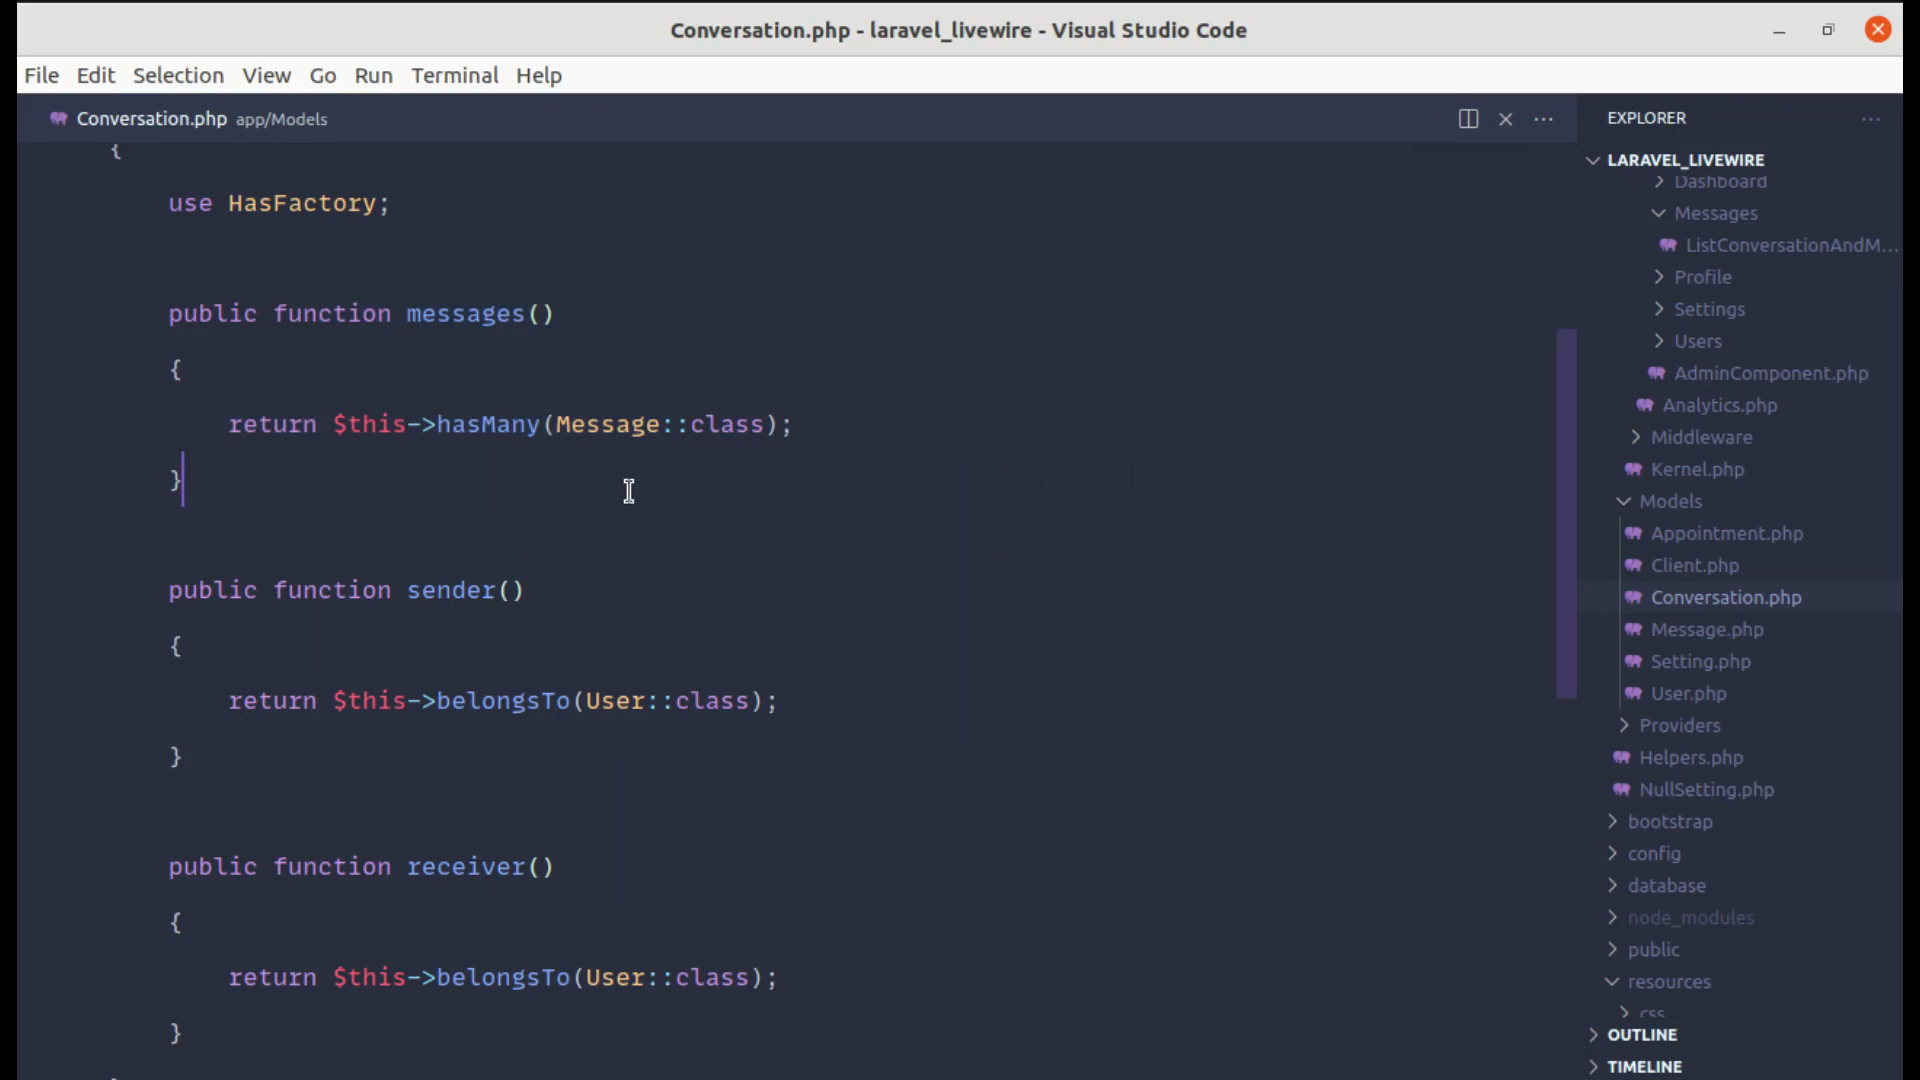 Conversation.php - laravel_livewire - Visual Studio Code
File Edit Selection View Go Run Terminal Help
Conversation.php app/Models
{
use HasFactory;
public function messages()
{
return $this->hasMany(Message::class);
}
public function sender()
{
return $this->belongsTo(User::class);
}
public function receiver()
{
return $this->belongsTo(User::class);
}
EXPLORER
LARAVEL_LIVEWIRE
Dashboard
Messages
ListConversationAndM...
Profile
Settings
Users
AdminComponent.php
Analytics.php
Middleware
Kernel.php
Models
Appointment.php
Client.php
Conversation.php
Message.php
Setting.php
User.php
Providers
Helpers.php
NullSetting.php
bootstrap
config
database
node_modules
public
resources
css
OUTLINE
TIMELINE